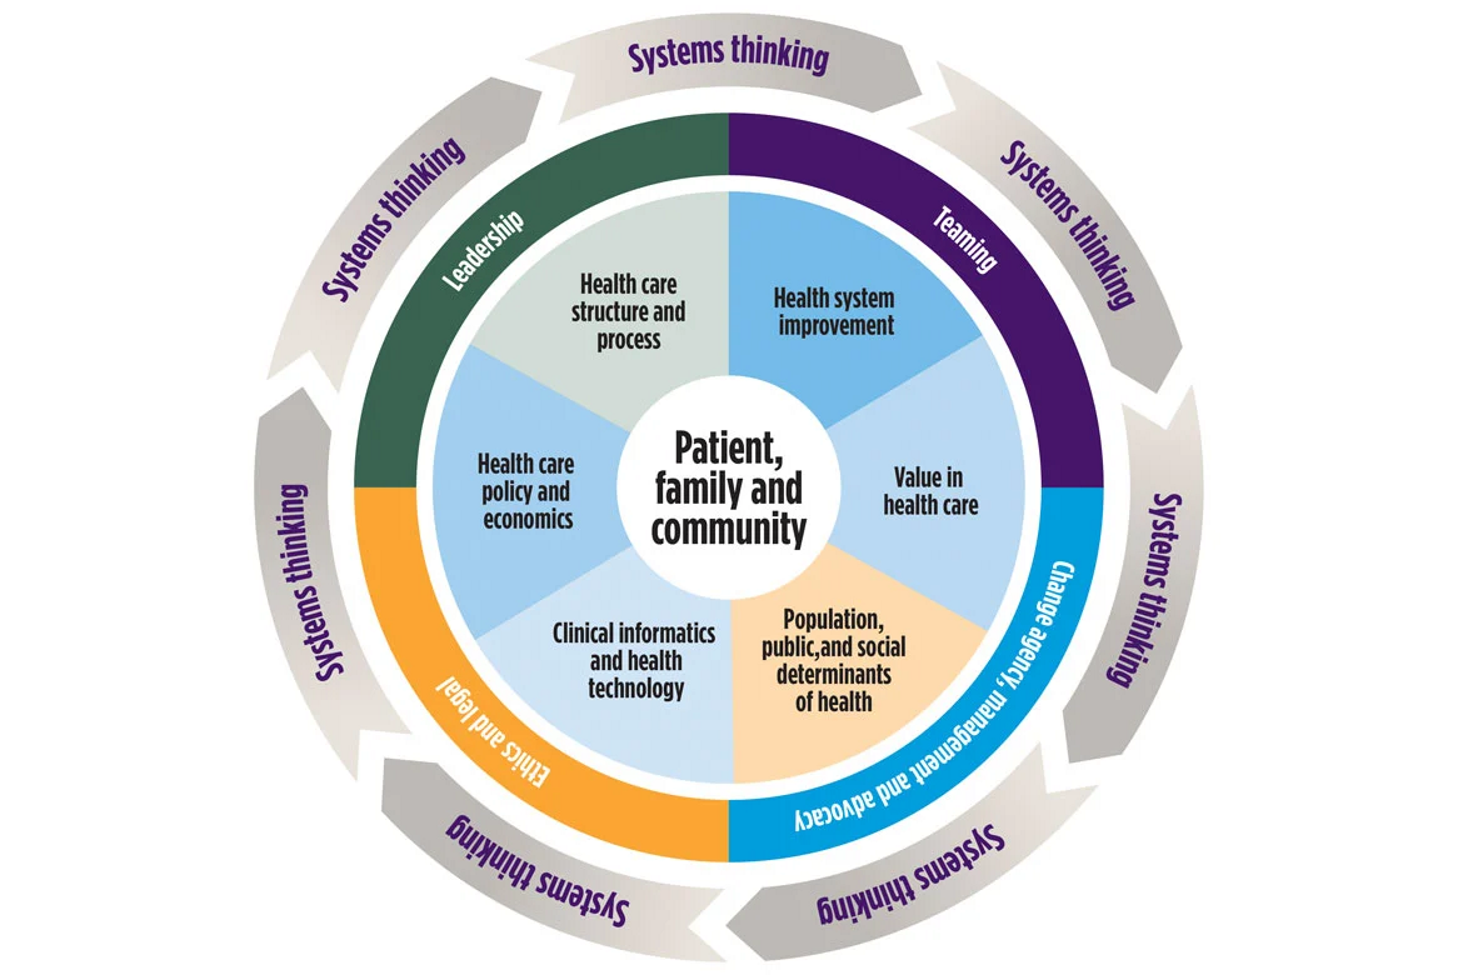 Systems thinking
Systems thinking
Systems thinking
Systems thinking
Systems thinking
Systems thinking
Systems thinking
Leadership
Teaming
Change agency, management and advocacy
Ethics and legal
Health care
structure and
process
Health system
improvement
Health care
policy and
economics
Patient,
family and
community
Value in
health care
Clinical informatics
and health
technology
Population,
public,and social
determinants
of health